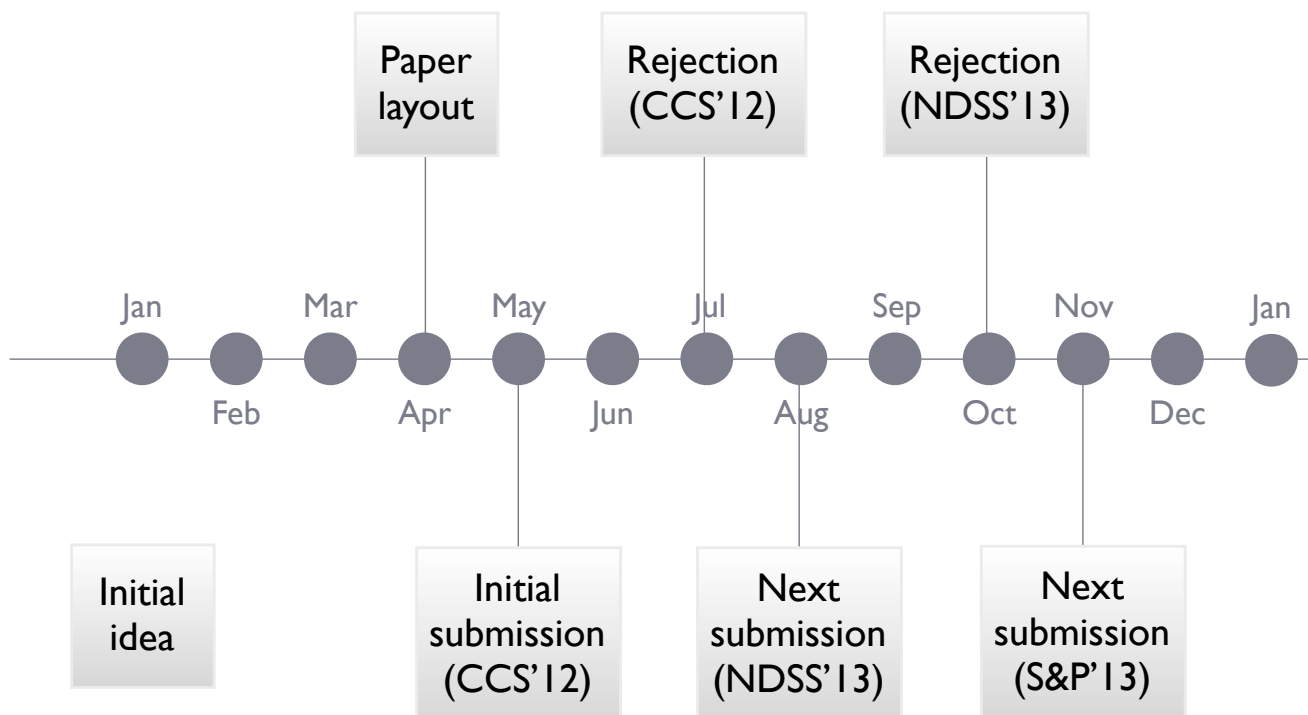 Paper
layout
Rejection
(CCS'12)
Rejection
(NDSS'13)
Jan
Mar
May
Jul
Sep
Nov
Jan
Feb
Apr
Jun
Aug
Oct
Dec
Initial
idea
Initial
submission
(CCS'12)
Next
submission
(NDSS'13)
Next
submission
(S&P'13)